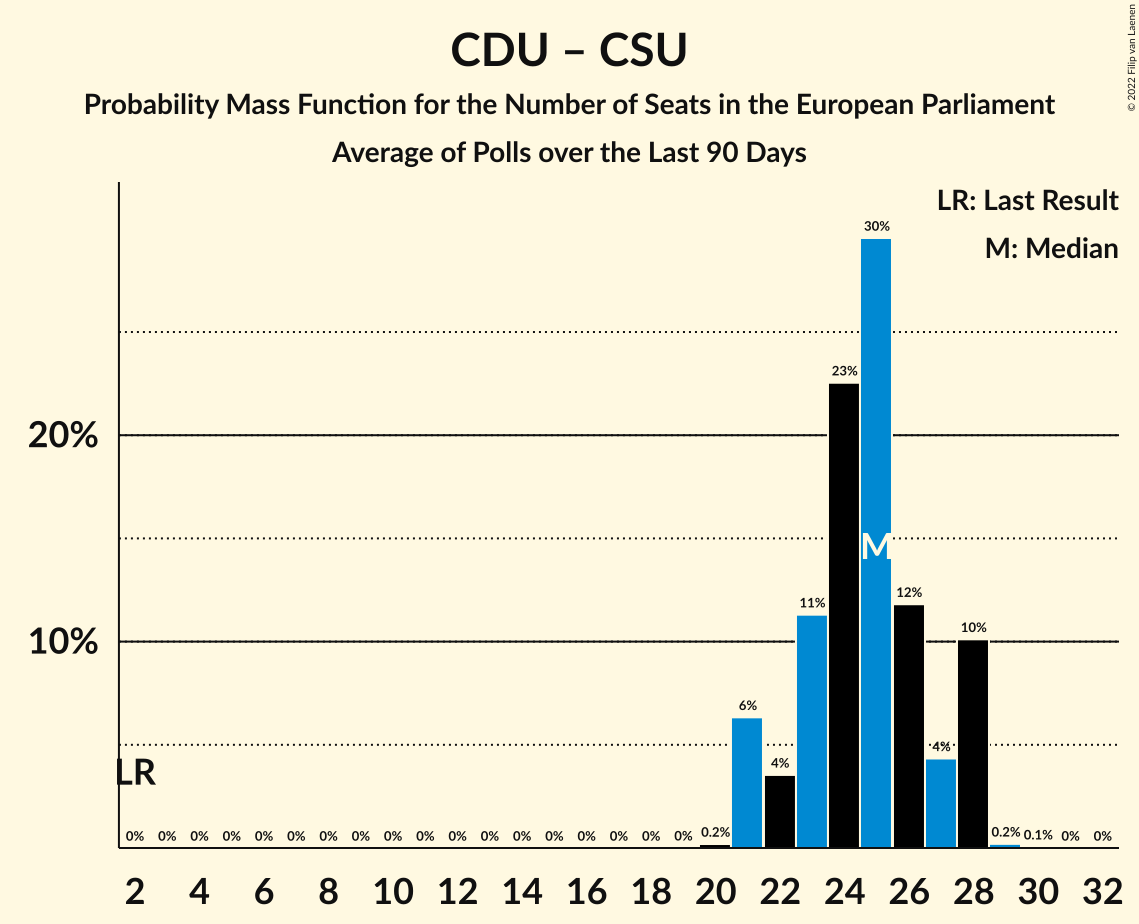 CDU – CSU
Probability Mass Function for the Number of Seats in the European Parliament
Average of Polls over the Last 90 Days
© 2022 Filip van Laenen
LR: Last Result
M: Median
30%
23%
20%
M
12%
11%
10%
10%
6%
4%
4%
LR
0% 0% 0% 0% 0% 0% 0% 0% 0% 0% 0% 0% 0% 0% 0% 0% 0% 0% 0.2% 0.2% 0.1% 0% 0%
2 4 6 8 10 12 14 16 18 20 22 24 26 28 30 32